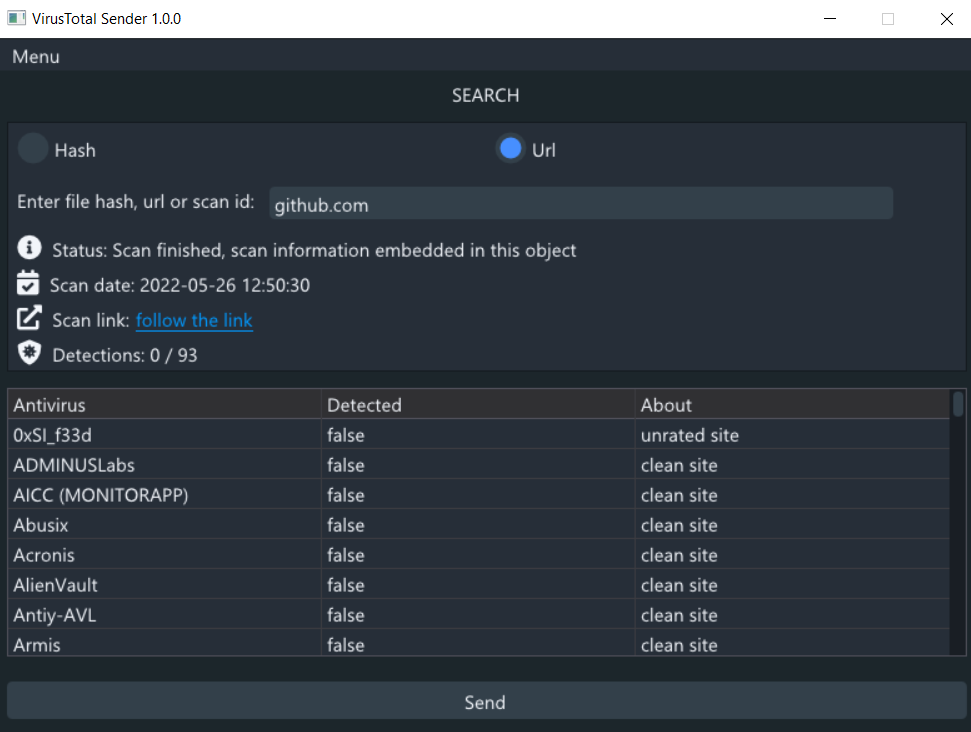 VirusTotal Sender 1.0.0
Menu
SEARCH
Hash Url
Enter file hash, url or scan id: github.com
Status: Scan finished, scan information embedded in this object
Scan date: 2022-05-26 12:50:30
Scan link: follow the link
Detections: 0 / 93
Antivirus Detected About
0xSI_f33d false unrated site
ADMINUSLabs false clean site
AICC (MONITORAPP) false clean site
Abusix false clean site
Acronis false clean site
AlienVault false clean site
Antiy-AVL false clean site
Armis false clean site
Send